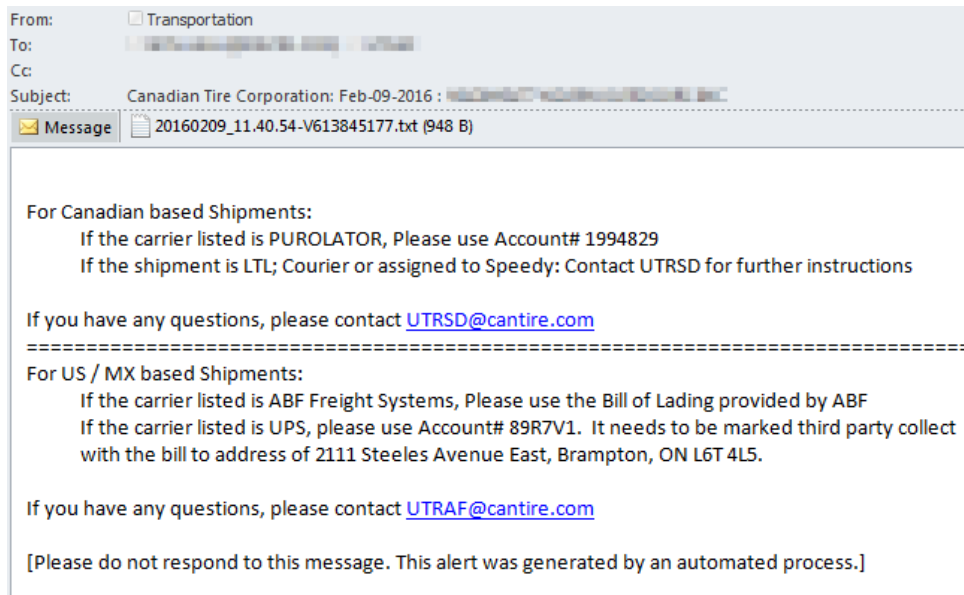 From: Transportation
To:
Cc:
Subject: Canadian Tire Corporation: Feb-09-2016 :
Message 20160209_11.40.54-V613845177.txt (948 B)
For Canadian based Shipments:
If the carrier listed is PUROLATOR, Please use Account# 1994829
If the shipment is LTL; Courier or assigned to Speedy: Contact UTRSD for further instructions
If you have any questions, please contact UTRSD@cantire.com
==============================================================================
For US / MX based Shipments:
If the carrier listed is ABF Freight Systems, Please use the Bill of Lading provided by ABF
If the carrier listed is UPS, please use Account# 89R7V1. It needs to be marked third party collect
with the bill to address of 2111 Steeles Avenue East, Brampton, ON L6T 4L5.
If you have any questions, please contact UTRAF@cantire.com
[Please do not respond to this message. This alert was generated by an automated process.]